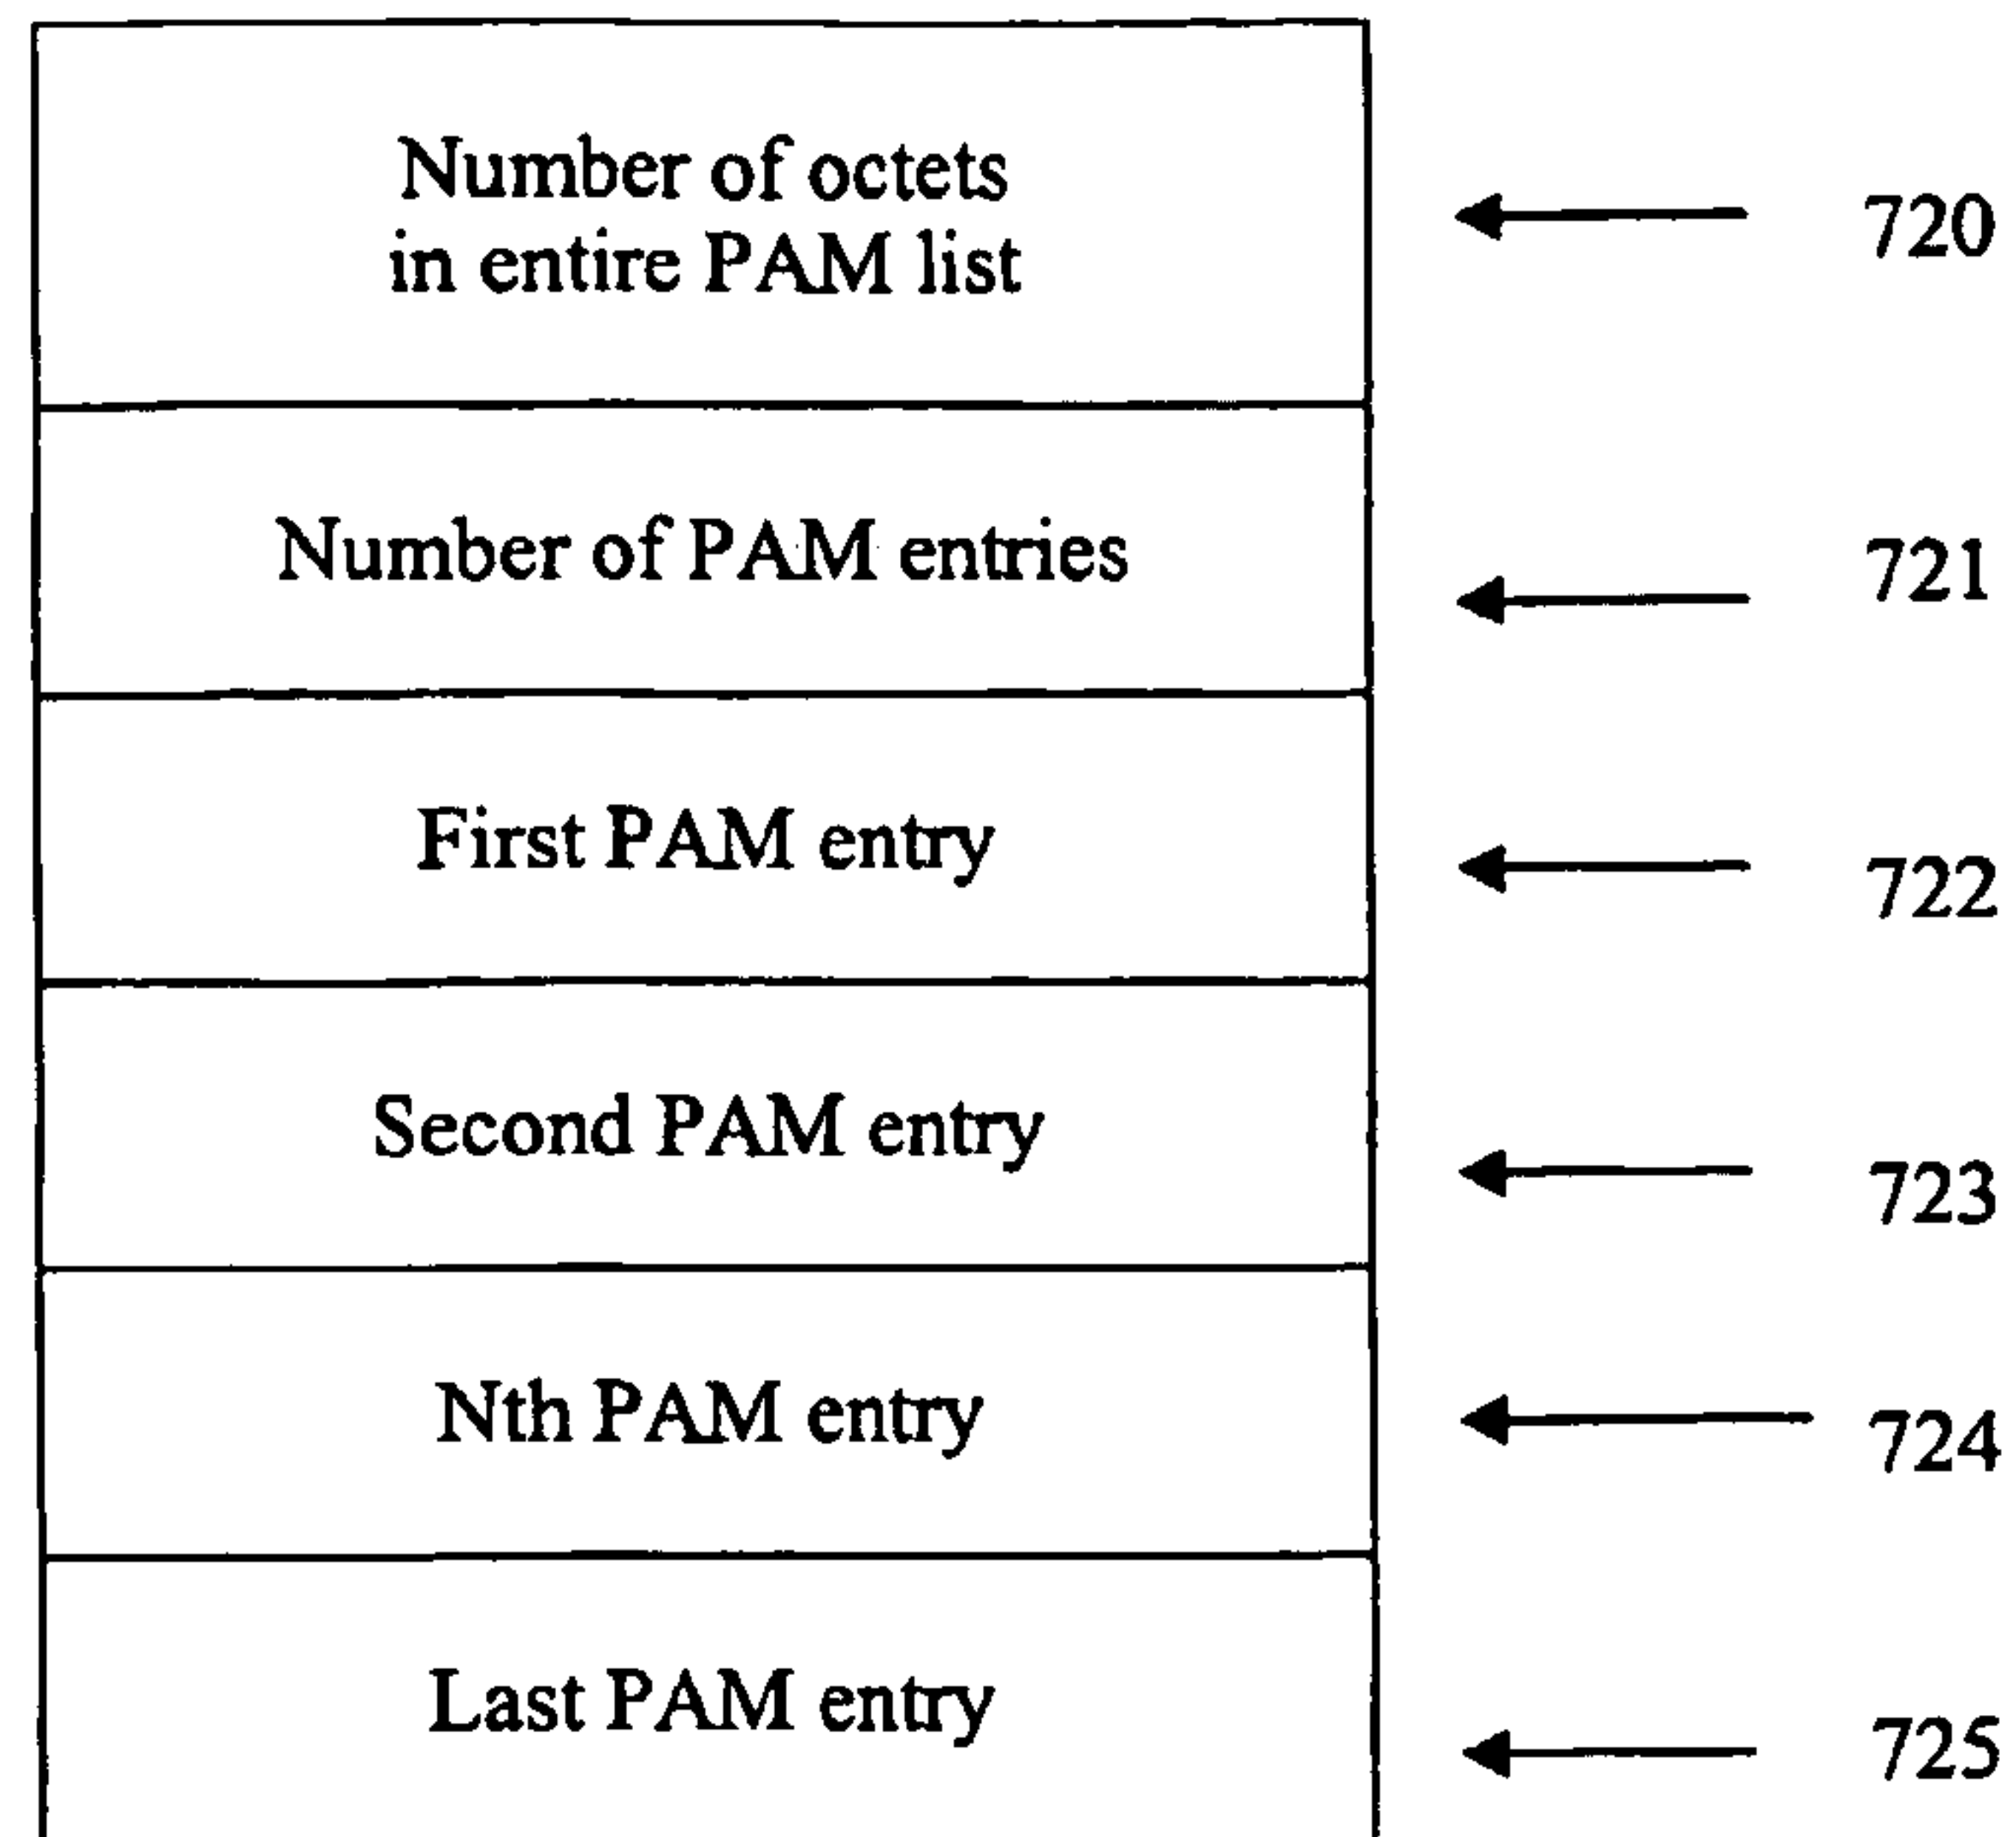 Number of octets
in entire PAM list
720
Number of PAM entries
721
First PAM entry
722
Second PAM entry
723
Nth PAM entry
724
Last PAM entry
725